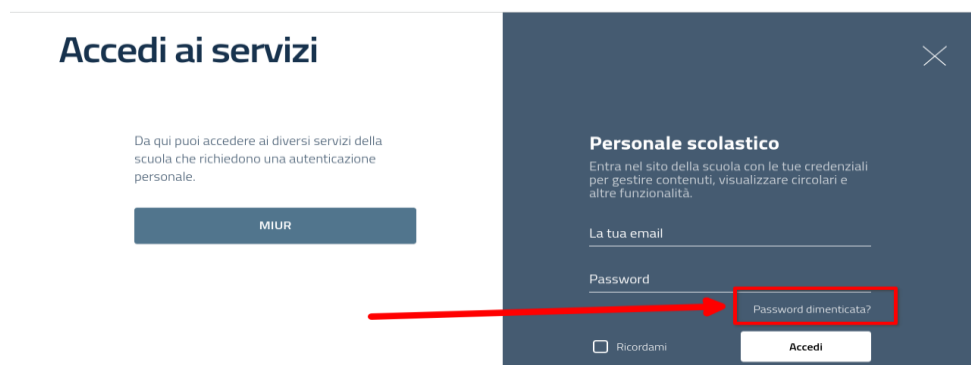 Accedi ai servizi
Da qui puoi accedere ai diversi servizi della
scuola che richiedono una autenticazione
personale.
MIUR
Personale scolastico
Entra nel sito della scuola con le tue credenziali
per gestire contenuti, visualizzare circolari e
altre funzionalità.
La tua email
Password
Password dimenticata?
Ricordami
Accedi